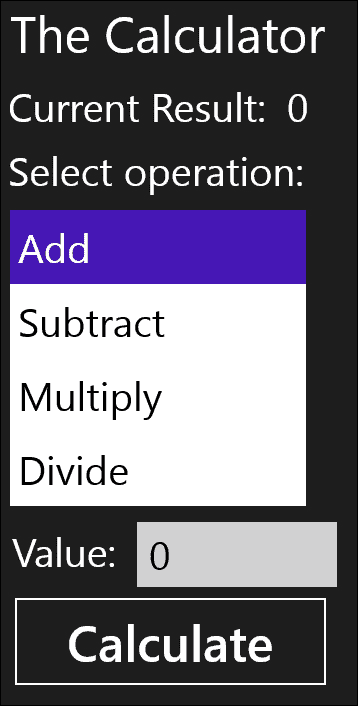 The Calculator
Current Result: 0
Select operation:
Add
Subtract
Multiply
Divide
Value: 0
Calculate